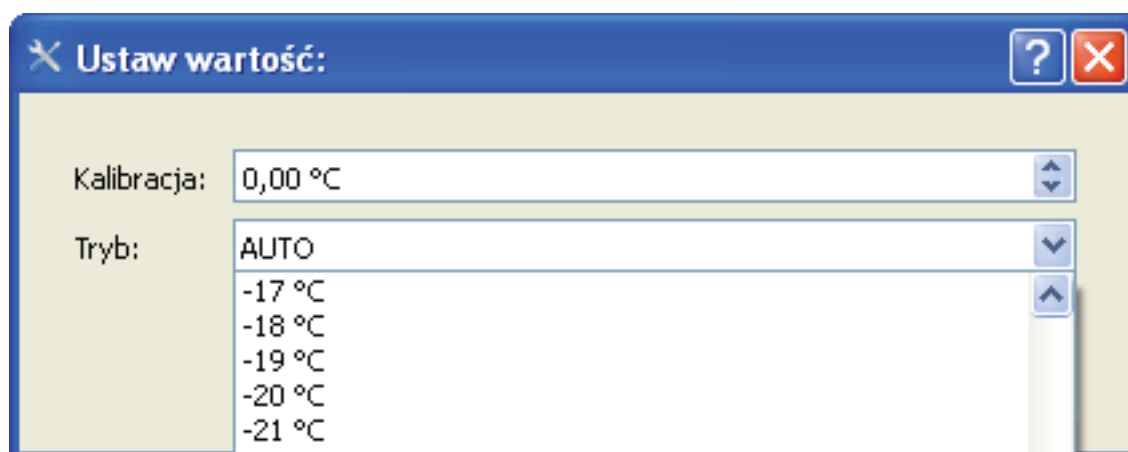 Ustaw wartość:
Kalibracja: 0,00 °C
Tryb: AUTO
-17 °C
-18 °C
-19 °C
-20 °C
-21 °C